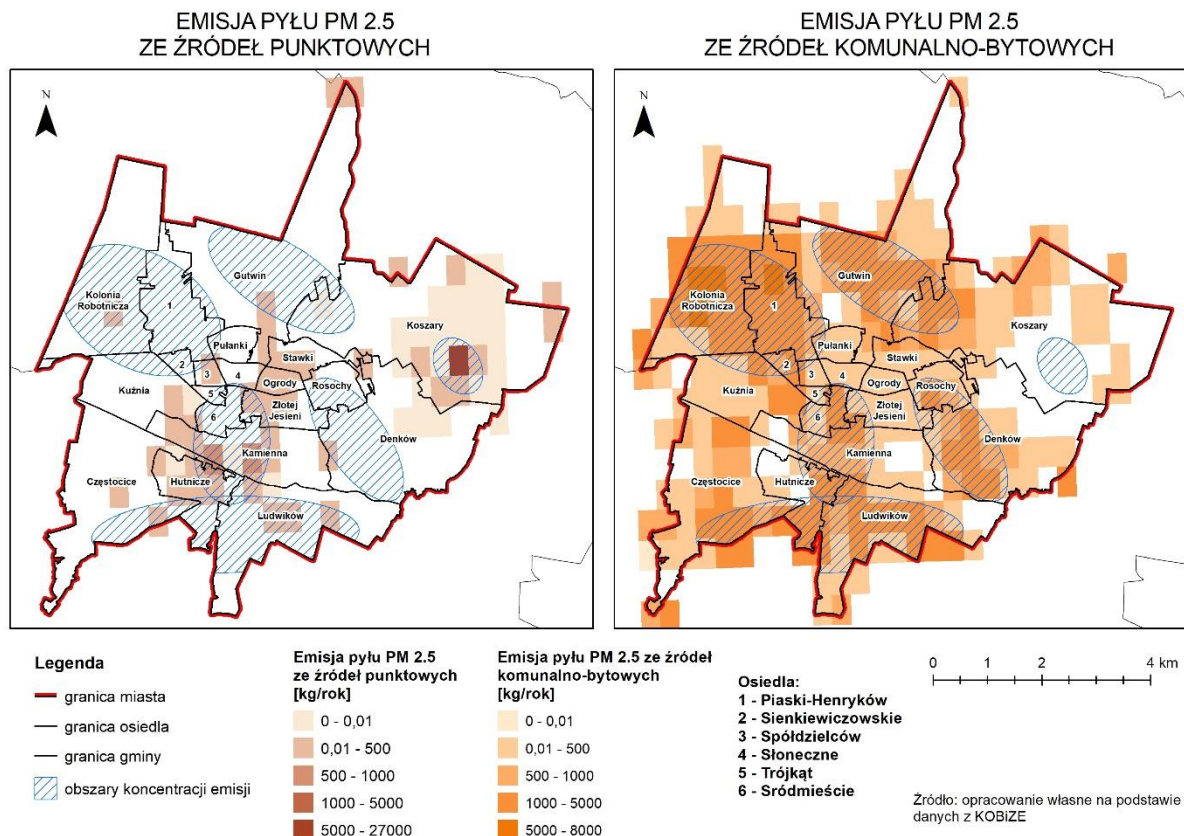 EMISJA PYŁU PM 2.5
ZE ŹRÓDEŁ PUNKTOWYCH
N
Gutwin
Kolonia
Robotnicza
1
Koszary
Pułanki
Stawki
2
3
4
Kuźnia
Ogrody
Rosochy
5
Złotej
Jesieni
6
Denków
Kamienna
Częstocice
Hutnicze
Ludwików
EMISJA PYŁU PM 2.5
ZE ŹRÓDEŁ KOMUNALNO-BYTOWYCH
N
Gutwin
Kolonia
Robotnicza
1
Koszary
Pułanki
Stawki
2
3
4
Kuźnia
Ogrody
Rosochy
5
Złotej
Jesieni
6
Denków
Kamienna
Częstocice
Hutnicze
Ludwików
Legenda
granica miasta
granica osiedla
granica gminy
obszary koncentracji emisji
Emisja pyłu PM 2.5
ze źródeł punktowych
[kg/rok]
0 - 0,01
0,01 - 500
500 - 1000
1000 - 5000
5000 - 27000
Emisja pyłu PM 2.5 ze źródeł
komunalno-bytowych
[kg/rok]
0 - 0,01
0,01 - 500
500 - 1000
1000 - 5000
5000 - 8000
Osiedla:
1 - Piaski-Henryków
2 - Sienkiewiczowskie
3 - Spółdzielców
4 - Słoneczne
5 - Trójkąt
6 - Sródmieście
0 1 2 4 km
Źródło: opracowanie własne na podstawie
danych z KOBiZE